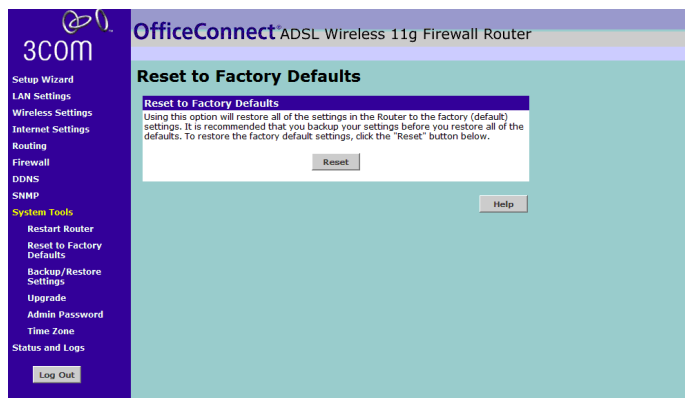 3COM
OfficeConnect® ADSL Wireless 11g Firewall Router
Setup Wizard
LAN Settings
Wireless Settings
Internet Settings
Routing
Firewall
DDNS
SNMP
System Tools
Restart Router
Reset to Factory
Defaults
Backup/Restore
Settings
Upgrade
Admin Password
Time Zone
Status and Logs
Log Out
Reset to Factory Defaults
Reset to Factory Defaults
Using this option will restore all of the settings in the Router to the factory (default)
settings. It is recommended that you backup your settings before you restore all of the
defaults. To restore the factory default settings, click the "Reset" button below.
Reset
Help